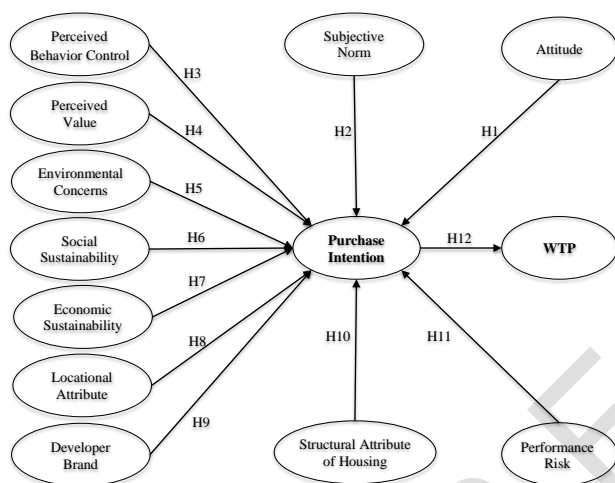 Perceived
Behavior Control
Subjective
Norm
Attitude
H3
Perceived
Value
H4
H2
H1
Environmental
Concerns
H5
Social
Sustainability
H6
Purchase
Intention
H12
WTP
H7
Economic
Sustainability
H8
H10
H11
Locational
Attribute
H9
Developer
Brand
Structural Attribute
of Housing
Performance
Risk